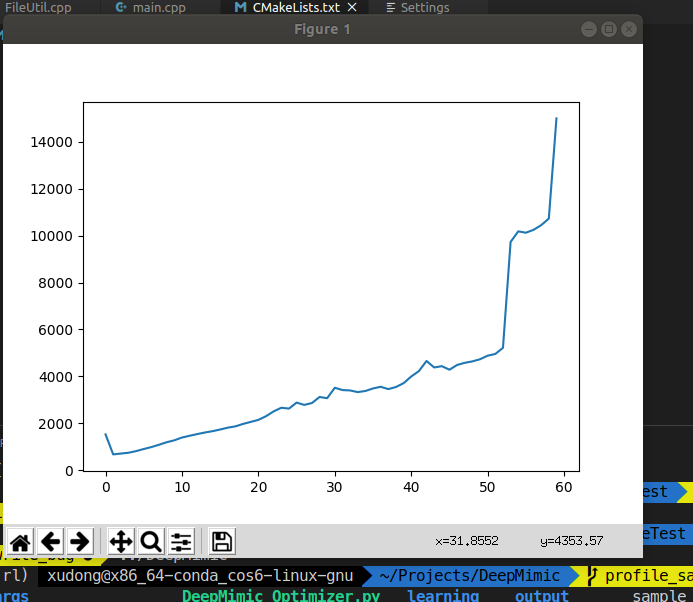 FileUtil.cpp main.cpp CMakeLists.txt Settings
Figure 1
14000
12000
10000
8000
6000
4000
2000
0
0 10 20 30 40 50 60
est
x=31.8552 y=4353.57
eTest
rl) xudong@x86_64-conda_cos6-linux-gnu ~/Projects/DeepMimic profile_sa
args DeepMimic_Optimizer.py learning output sample